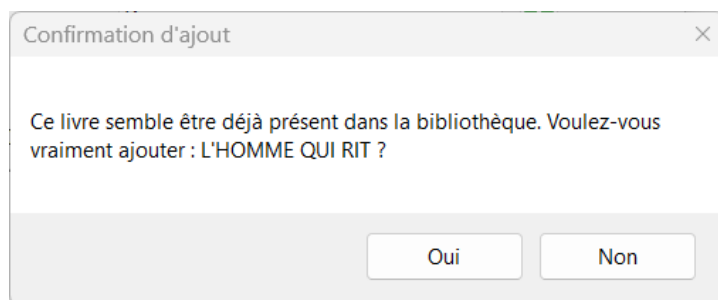 Confirmation d'ajout
Ce livre semble être déjà présent dans la bibliothèque. Voulez-vous
vraiment ajouter : L'HOMME QUI RIT ?
Oui
Non